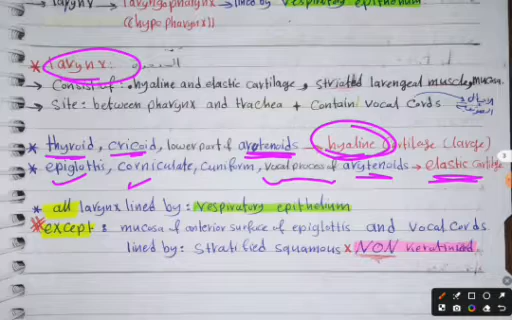 larynx → laryngopharynx → lined by respiratory epithelium
((hypopharynx))
* larynx:
→ Consist of: hyaline and elastic cartilage, striated larengeal muscle, mucosa.
→ Site: between pharynx and trachea + Contain vocal Cords
* thyroid, cricoid, lower part of arytenoids → hyaline Cartilage (large)
* epiglottis, corniculate, cuniform, vocal process of arytenoids → elastic Cartilage
* all larynx lined by: respiratory epithelium
* except: mucosa of anterior surface of epiglottis and vocal Cords.
lined by: stratified squamous × NON keratinized.